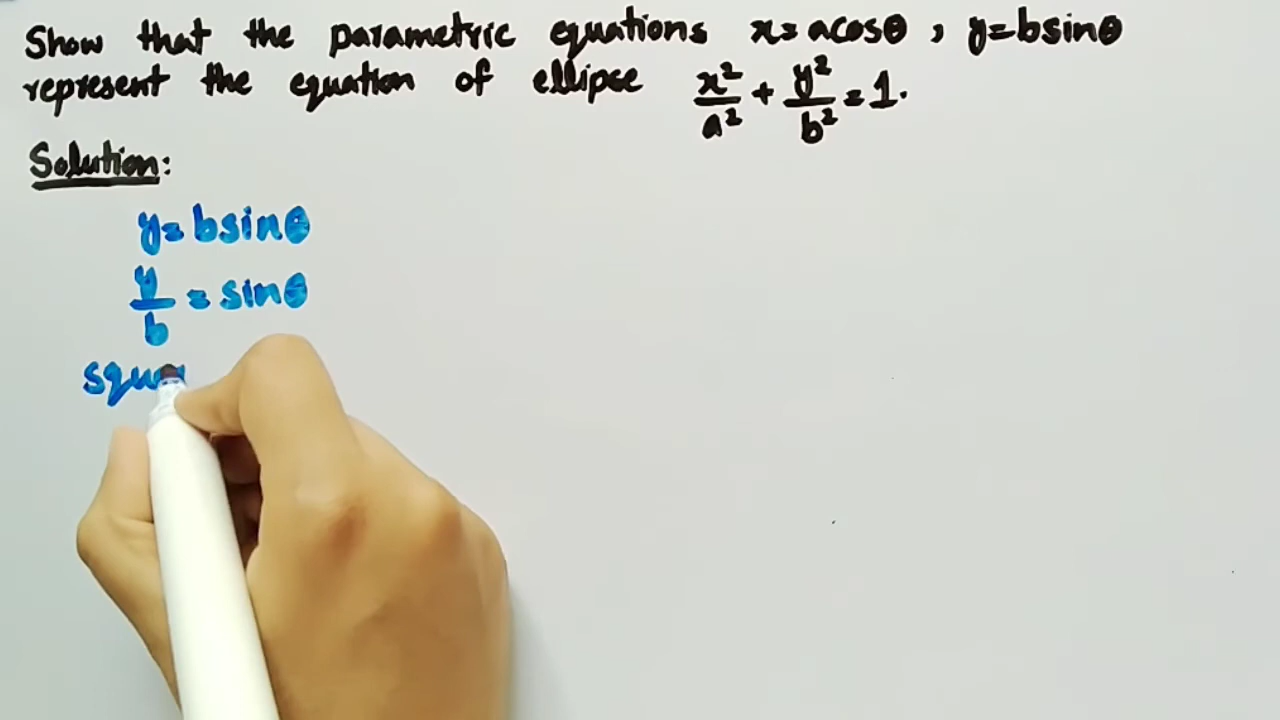 Show that the parametric equations x=acosθ, y=bsinθ
represent the equation of ellipse x²/a² + y²/b² = 1.
Solution:
y=bsinθ
y/b = sinθ